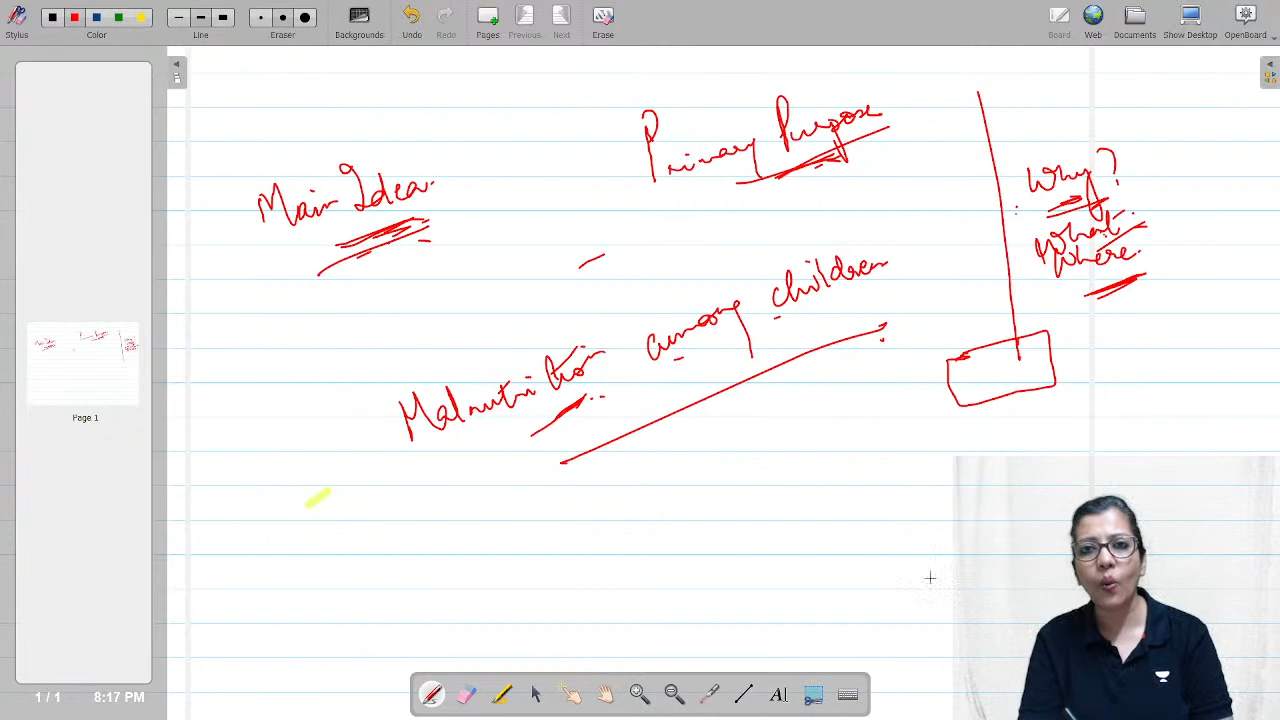 Stylus
Color
Line
Eraser
Backgrounds
Undo
Redo
Pages
Previous
Next
Erase
Board
Web
Documents
Show Desktop
OpenBoard
Primary Purpose
Main Idea.
Why?
What
Where.
Malnutrition among children
Page 1
1 / 1
8:17 PM